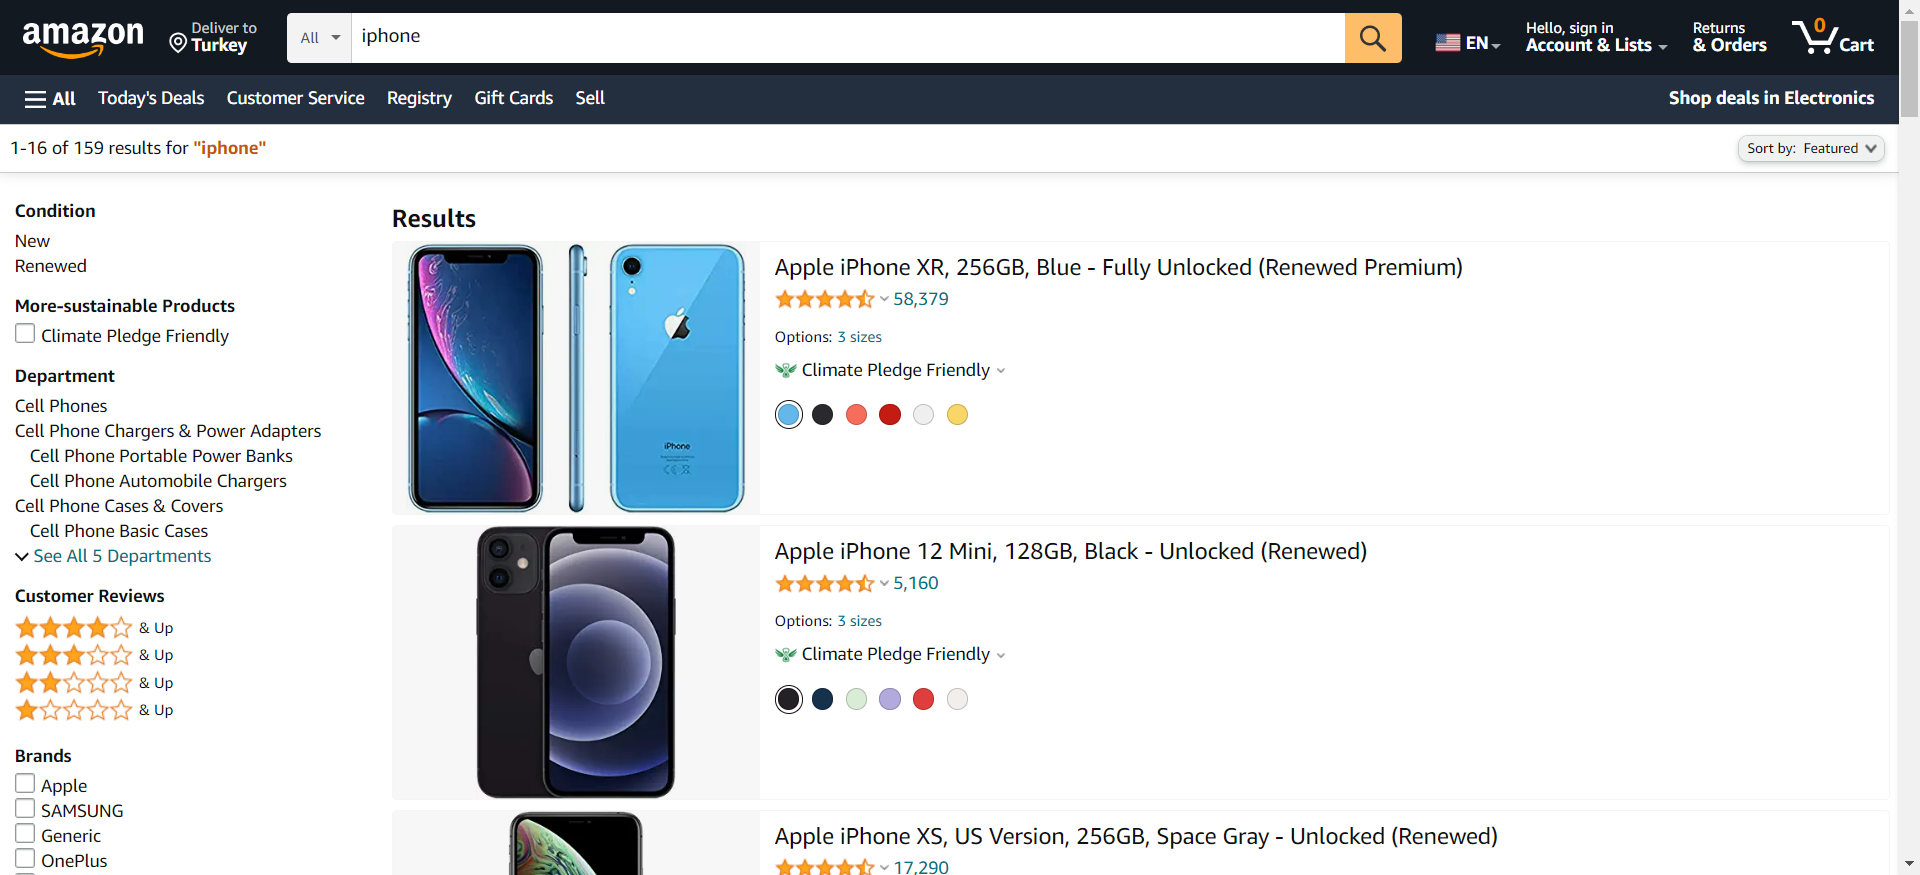 amazon
Deliver to
Turkey
All
iphone
EN
Hello, sign in
Account & Lists
Returns
& Orders
0
Cart
All
Today's Deals
Customer Service
Registry
Gift Cards
Sell
Shop deals in Electronics
1-16 of 159 results for "iphone"
Sort by: Featured
Condition
New
Renewed
More-sustainable Products
Climate Pledge Friendly
Department
Cell Phones
Cell Phone Chargers & Power Adapters
Cell Phone Portable Power Banks
Cell Phone Automobile Chargers
Cell Phone Cases & Covers
Cell Phone Basic Cases
See All 5 Departments
Customer Reviews
& Up
& Up
& Up
& Up
Brands
Apple
SAMSUNG
Generic
OnePlus
Results
iPhone
Apple iPhone XR, 256GB, Blue - Fully Unlocked (Renewed Premium)
58,379
Options: 3 sizes
Climate Pledge Friendly
Apple iPhone 12 Mini, 128GB, Black - Unlocked (Renewed)
5,160
Options: 3 sizes
Climate Pledge Friendly
Apple iPhone XS, US Version, 256GB, Space Gray - Unlocked (Renewed)
17,290